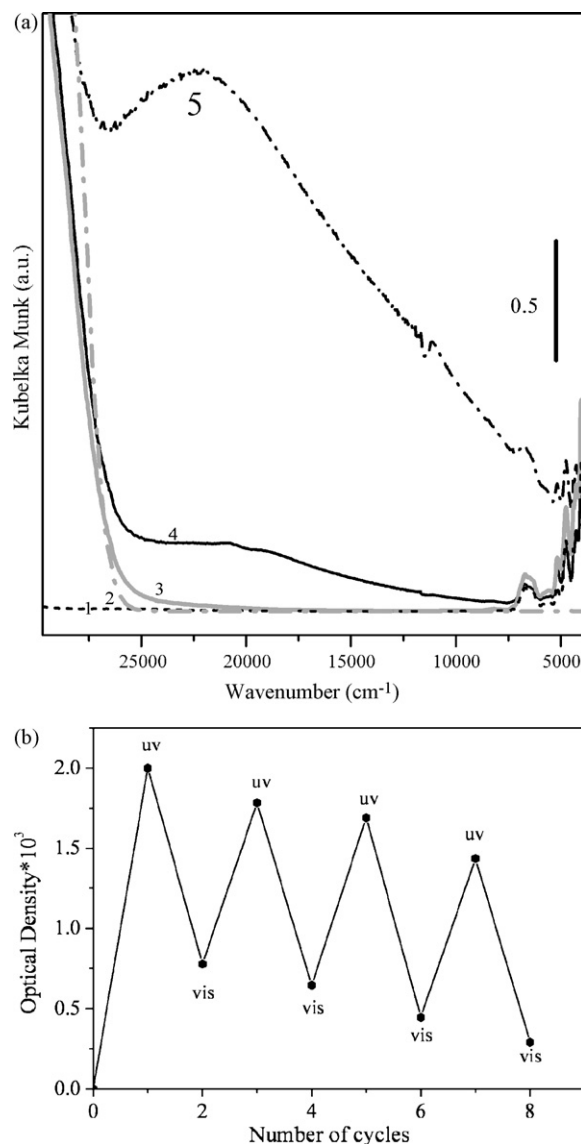 (a)
5
0.5
4
3
2
1
Kubelka Munk (a.u.)
25000 20000 15000 10000 5000
Wavenumber (cm⁻¹)
(b)
uv
uv
uv
uv
vis
vis
vis
vis
2.0
1.5
1.0
0.5
0.0
Optical Density*10³
0 2 4 6 8
Number of cycles